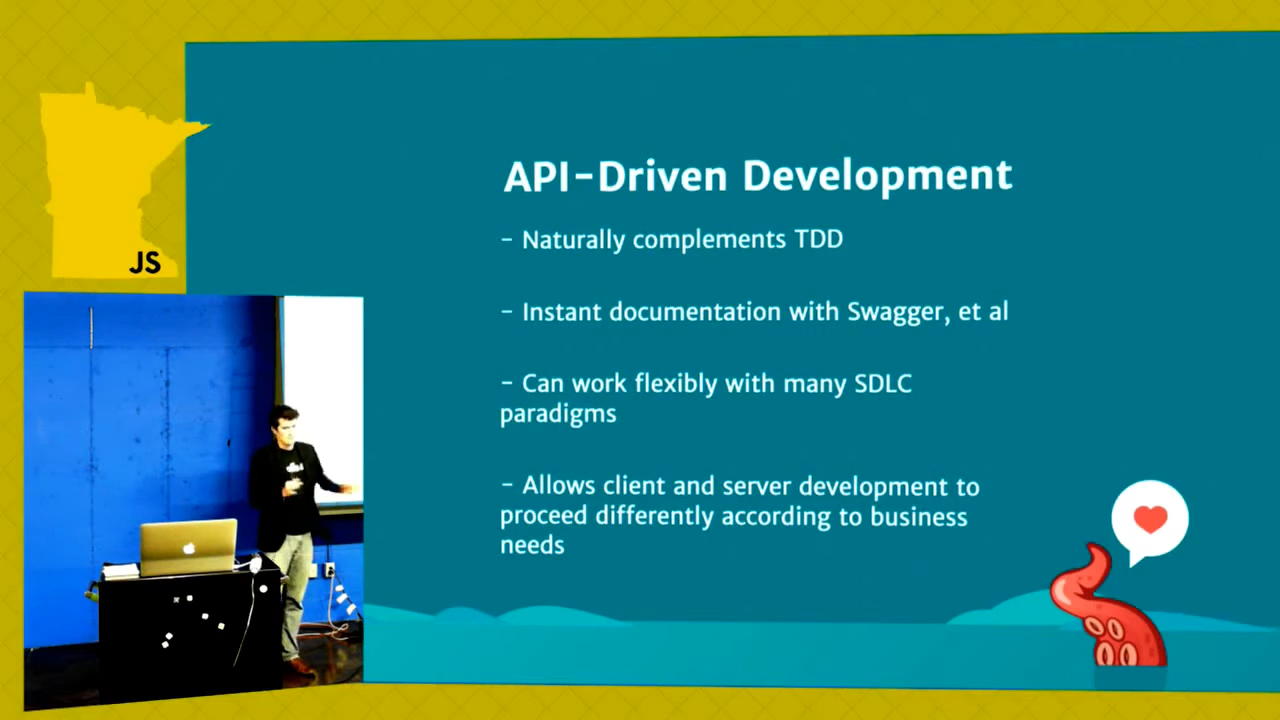 API-Driven Development
- Naturally complements TDD
- Instant documentation with Swagger, et al
- Can work flexibly with many SDLC
paradigms
- Allows client and server development to
proceed differently according to business
needs
JS